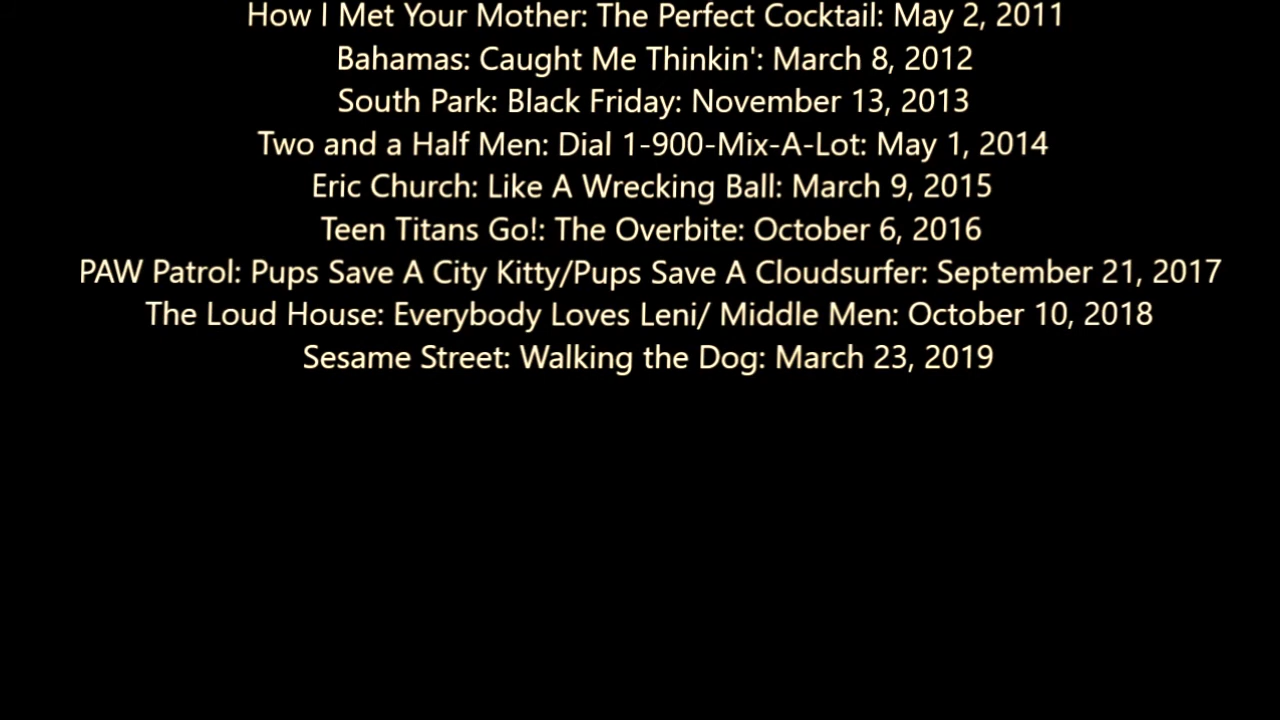 How I Met Your Mother: The Perfect Cocktail: May 2, 2011
Bahamas: Caught Me Thinkin': March 8, 2012
South Park: Black Friday: November 13, 2013
Two and a Half Men: Dial 1-900-Mix-A-Lot: May 1, 2014
Eric Church: Like A Wrecking Ball: March 9, 2015
Teen Titans Go!: The Overbite: October 6, 2016
PAW Patrol: Pups Save A City Kitty/Pups Save A Cloudsurfer: September 21, 2017
The Loud House: Everybody Loves Leni/ Middle Men: October 10, 2018
Sesame Street: Walking the Dog: March 23, 2019